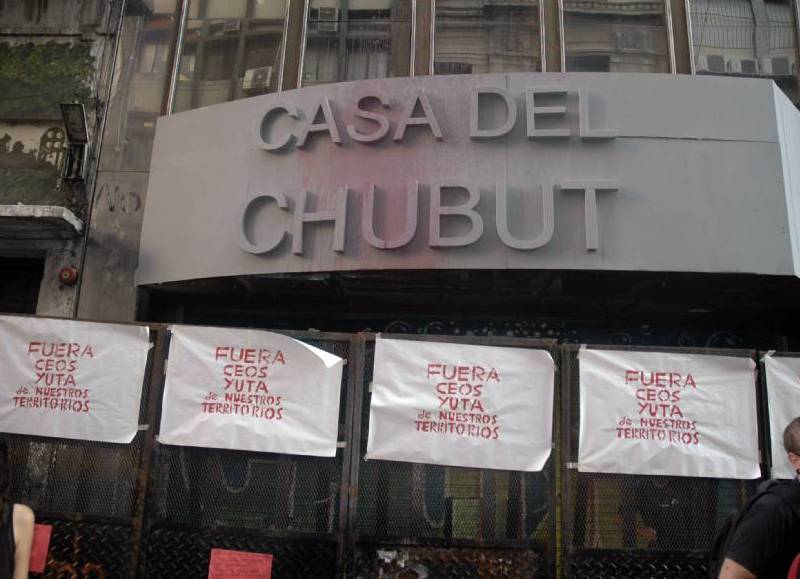 CASA DEL
CHUBUT
FUERA
CEOS
YUTA
de NUESTROS
TERRITORIOS
FUERA
CEOS
YUTA
de NUESTROS
TERRITORIOS
FUERA
CEOS
YUTA
de NUESTROS
TERRITORIOS
FUERA
CEOS
YUTA
de NUESTROS
TERRITORIOS